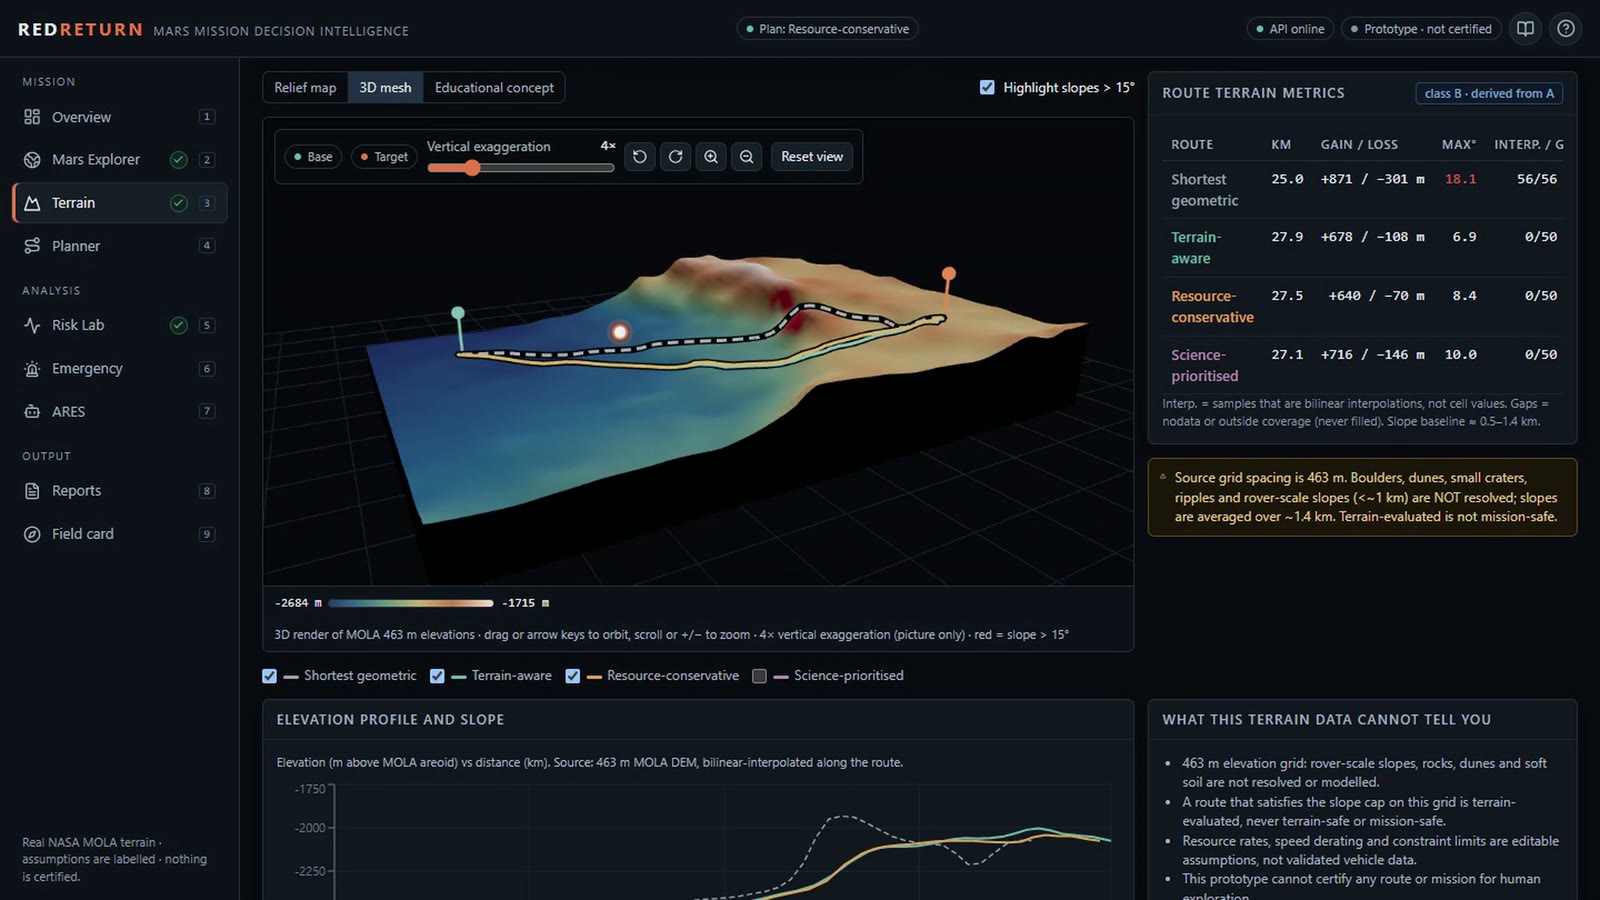 REDRETURN MARS MISSION DECISION INTELLIGENCE
Plan: Resource-conservative
API online
Prototype · not certified
MISSION
Overview 1
Mars Explorer 2
Terrain 3
Planner 4
ANALYSIS
Risk Lab 5
Emergency 6
ARES 7
OUTPUT
Reports 8
Field card 9
Real NASA MOLA terrain ·
assumptions are labelled · nothing
is certified.
Relief map
3D mesh
Educational concept
Highlight slopes > 15°
Base
Target
Vertical exaggeration 4×
Reset view
-2684 m -1715 m
3D render of MOLA 463 m elevations · drag or arrow keys to orbit, scroll or +/− to zoom · 4× vertical exaggeration (picture only) · red = slope > 15°
Shortest geometric
Terrain-aware
Resource-conservative
Science-prioritised
ELEVATION PROFILE AND SLOPE
Elevation (m above MOLA areoid) vs distance (km). Source: 463 m MOLA DEM, bilinear-interpolated along the route.
-1750
-2000
-2250
ROUTE TERRAIN METRICS
class B · derived from A
ROUTE KM GAIN / LOSS MAX° INTERP. / G
Shortest geometric 25.0 +871 / −301 m 18.1 56/56
Terrain-aware 27.9 +678 / −108 m 6.9 0/50
Resource-conservative 27.5 +640 / −70 m 8.4 0/50
Science-prioritised 27.1 +716 / −146 m 10.0 0/50
Interp. = samples that are bilinear interpolations, not cell values. Gaps =
nodata or outside coverage (never filled). Slope baseline ≈ 0.5–1.4 km.
Source grid spacing is 463 m. Boulders, dunes, small craters,
ripples and rover-scale slopes (<~1 km) are NOT resolved; slopes
are averaged over ~1.4 km. Terrain-evaluated is not mission-safe.
WHAT THIS TERRAIN DATA CANNOT TELL YOU
• 463 m elevation grid: rover-scale slopes, rocks, dunes and soft
soil are not resolved or modelled.
• A route that satisfies the slope cap on this grid is terrain-
evaluated, never terrain-safe or mission-safe.
• Resource rates, speed derating and constraint limits are editable
assumptions, not validated vehicle data.
• This prototype cannot certify any route or mission for human
exploration.